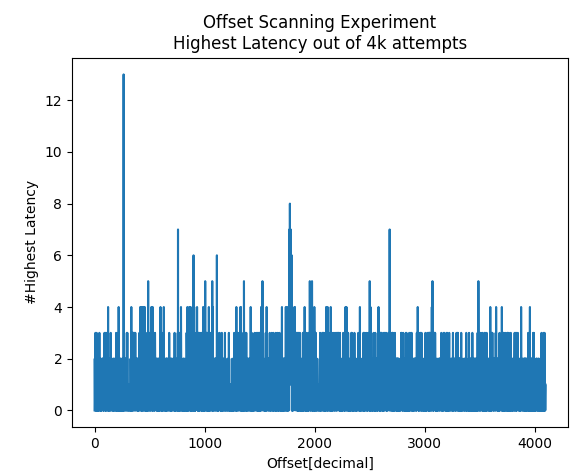 Offset Scanning Experiment
Highest Latency out of 4k attempts
12
10
8
6
4
2
0
#Highest Latency
0 1000 2000 3000 4000
Offset[decimal]